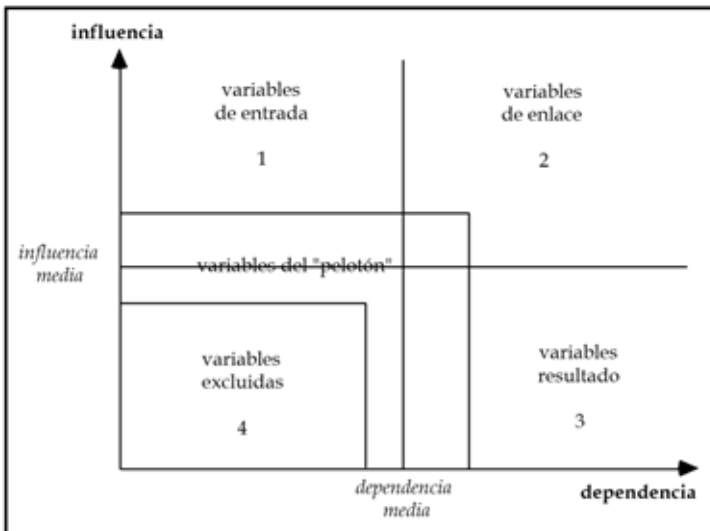 influencia
variables
de entrada
1
variables
de enlace
2
influencia
media
variables del "pelotón"
variables
excluidas
4
variables
resultado
3
dependencia
media
dependencia